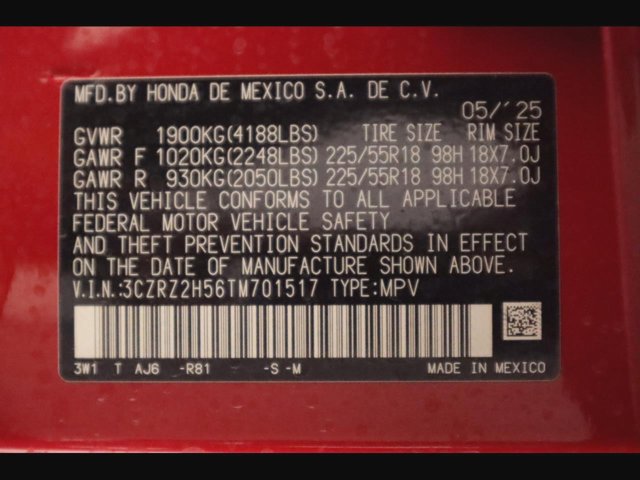 MFD.BY HONDA DE MEXICO S.A. DE C.V.
05/'25
GVWR 1900KG(4188LBS) TIRE SIZE RIM SIZE
GAWR F 1020KG(2248LBS) 225/55R18 98H 18X7.0J
GAWR R 930KG(2050LBS) 225/55R18 98H 18X7.0J
THIS VEHICLE CONFORMS TO ALL APPLICABLE
FEDERAL MOTOR VEHICLE SAFETY
AND THEFT PREVENTION STANDARDS IN EFFECT
ON THE DATE OF MANUFACTURE SHOWN ABOVE.
V.I.N.:3CZRZ2H56TM701517 TYPE:MPV
3W1 T AJ6 -R81 -S -M MADE IN MEXICO